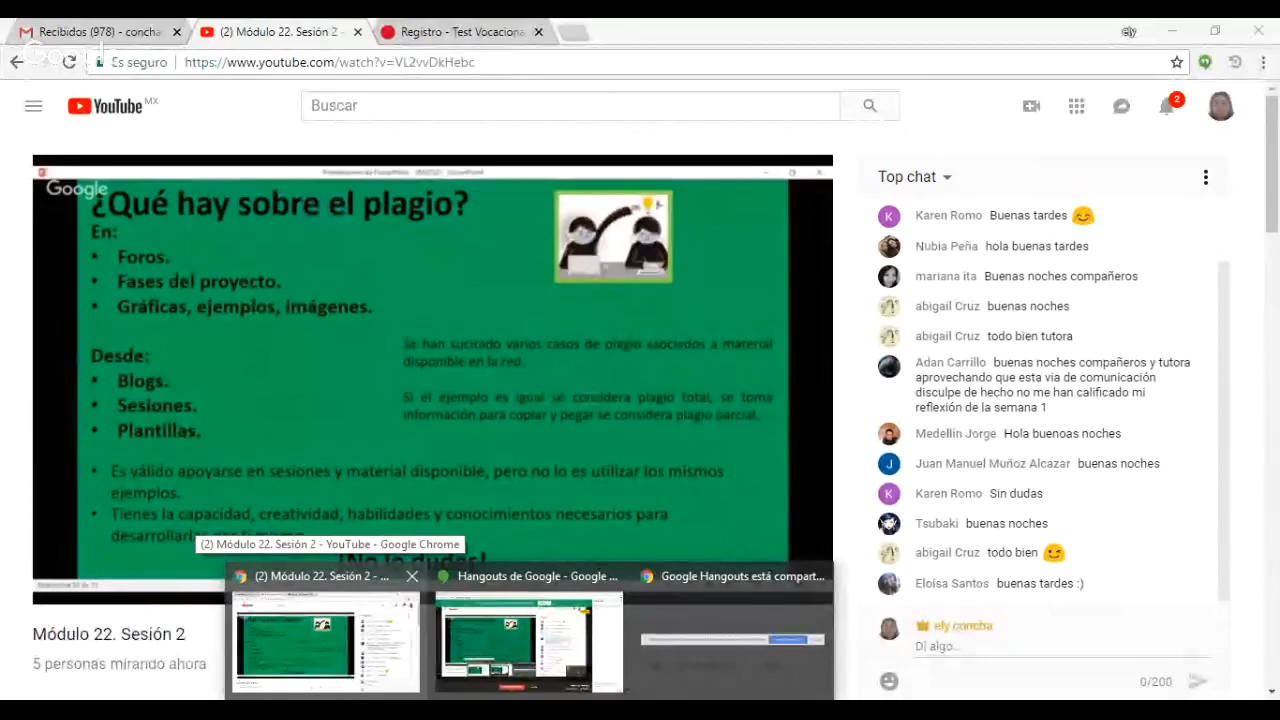 Recibidos (978) - concha
(2) Módulo 22. Sesión 2 -
Registro - Test Vocaciona
ely
Es seguro
https://www.youtube.com/watch?v=VL2vvDkHebc
YouTube MX
Buscar
2
Google
¿Qué hay sobre el plagio?
En:
• Foros.
• Fases del proyecto.
• Gráficas, ejemplos, imágenes.
Se han sucitado varios casos de plagio asociados a material
disponible en la red.
Desde:
• Blogs.
• Sesiones.
• Plantillas.
Si el ejemplo es igual se considera plagio total, se toma
información para copiar y pegar se considera plagio parcial.
• Es válido apoyarse en sesiones y material disponible, pero no lo es utilizar los mismos
ejemplos.
• Tienes la capacidad, creatividad, habilidades y conocimientos necesarios para
(2) Módulo 22. Sesión 2 - YouTube - Google Chrome
(2) Módulo 22. Sesión 2 - ...
Hangouts de Google - Google ...
Google Hangouts está compart...
Módulo 22. Sesión 2
Top chat
Karen Romo Buenas tardes
Nubia Peña hola buenas tardes
mariana ita Buenas noches compañeros
abigail Cruz buenas noches
abigail Cruz todo bien tutora
Adan Carrillo buenas noches compañeros y tutora
aprovechando que esta via de comunicación
disculpe de hecho no me han calificado mi
reflexión de la semana 1
Medellin Jorge Hola buenoas noches
Juan Manuel Muñoz Alcazar buenas noches
Karen Romo Sin dudas
Tsubaki buenas noches
abigail Cruz todo bien
Eloisa Santos buenas tardes :)
ely concha
Di algo...
0/200